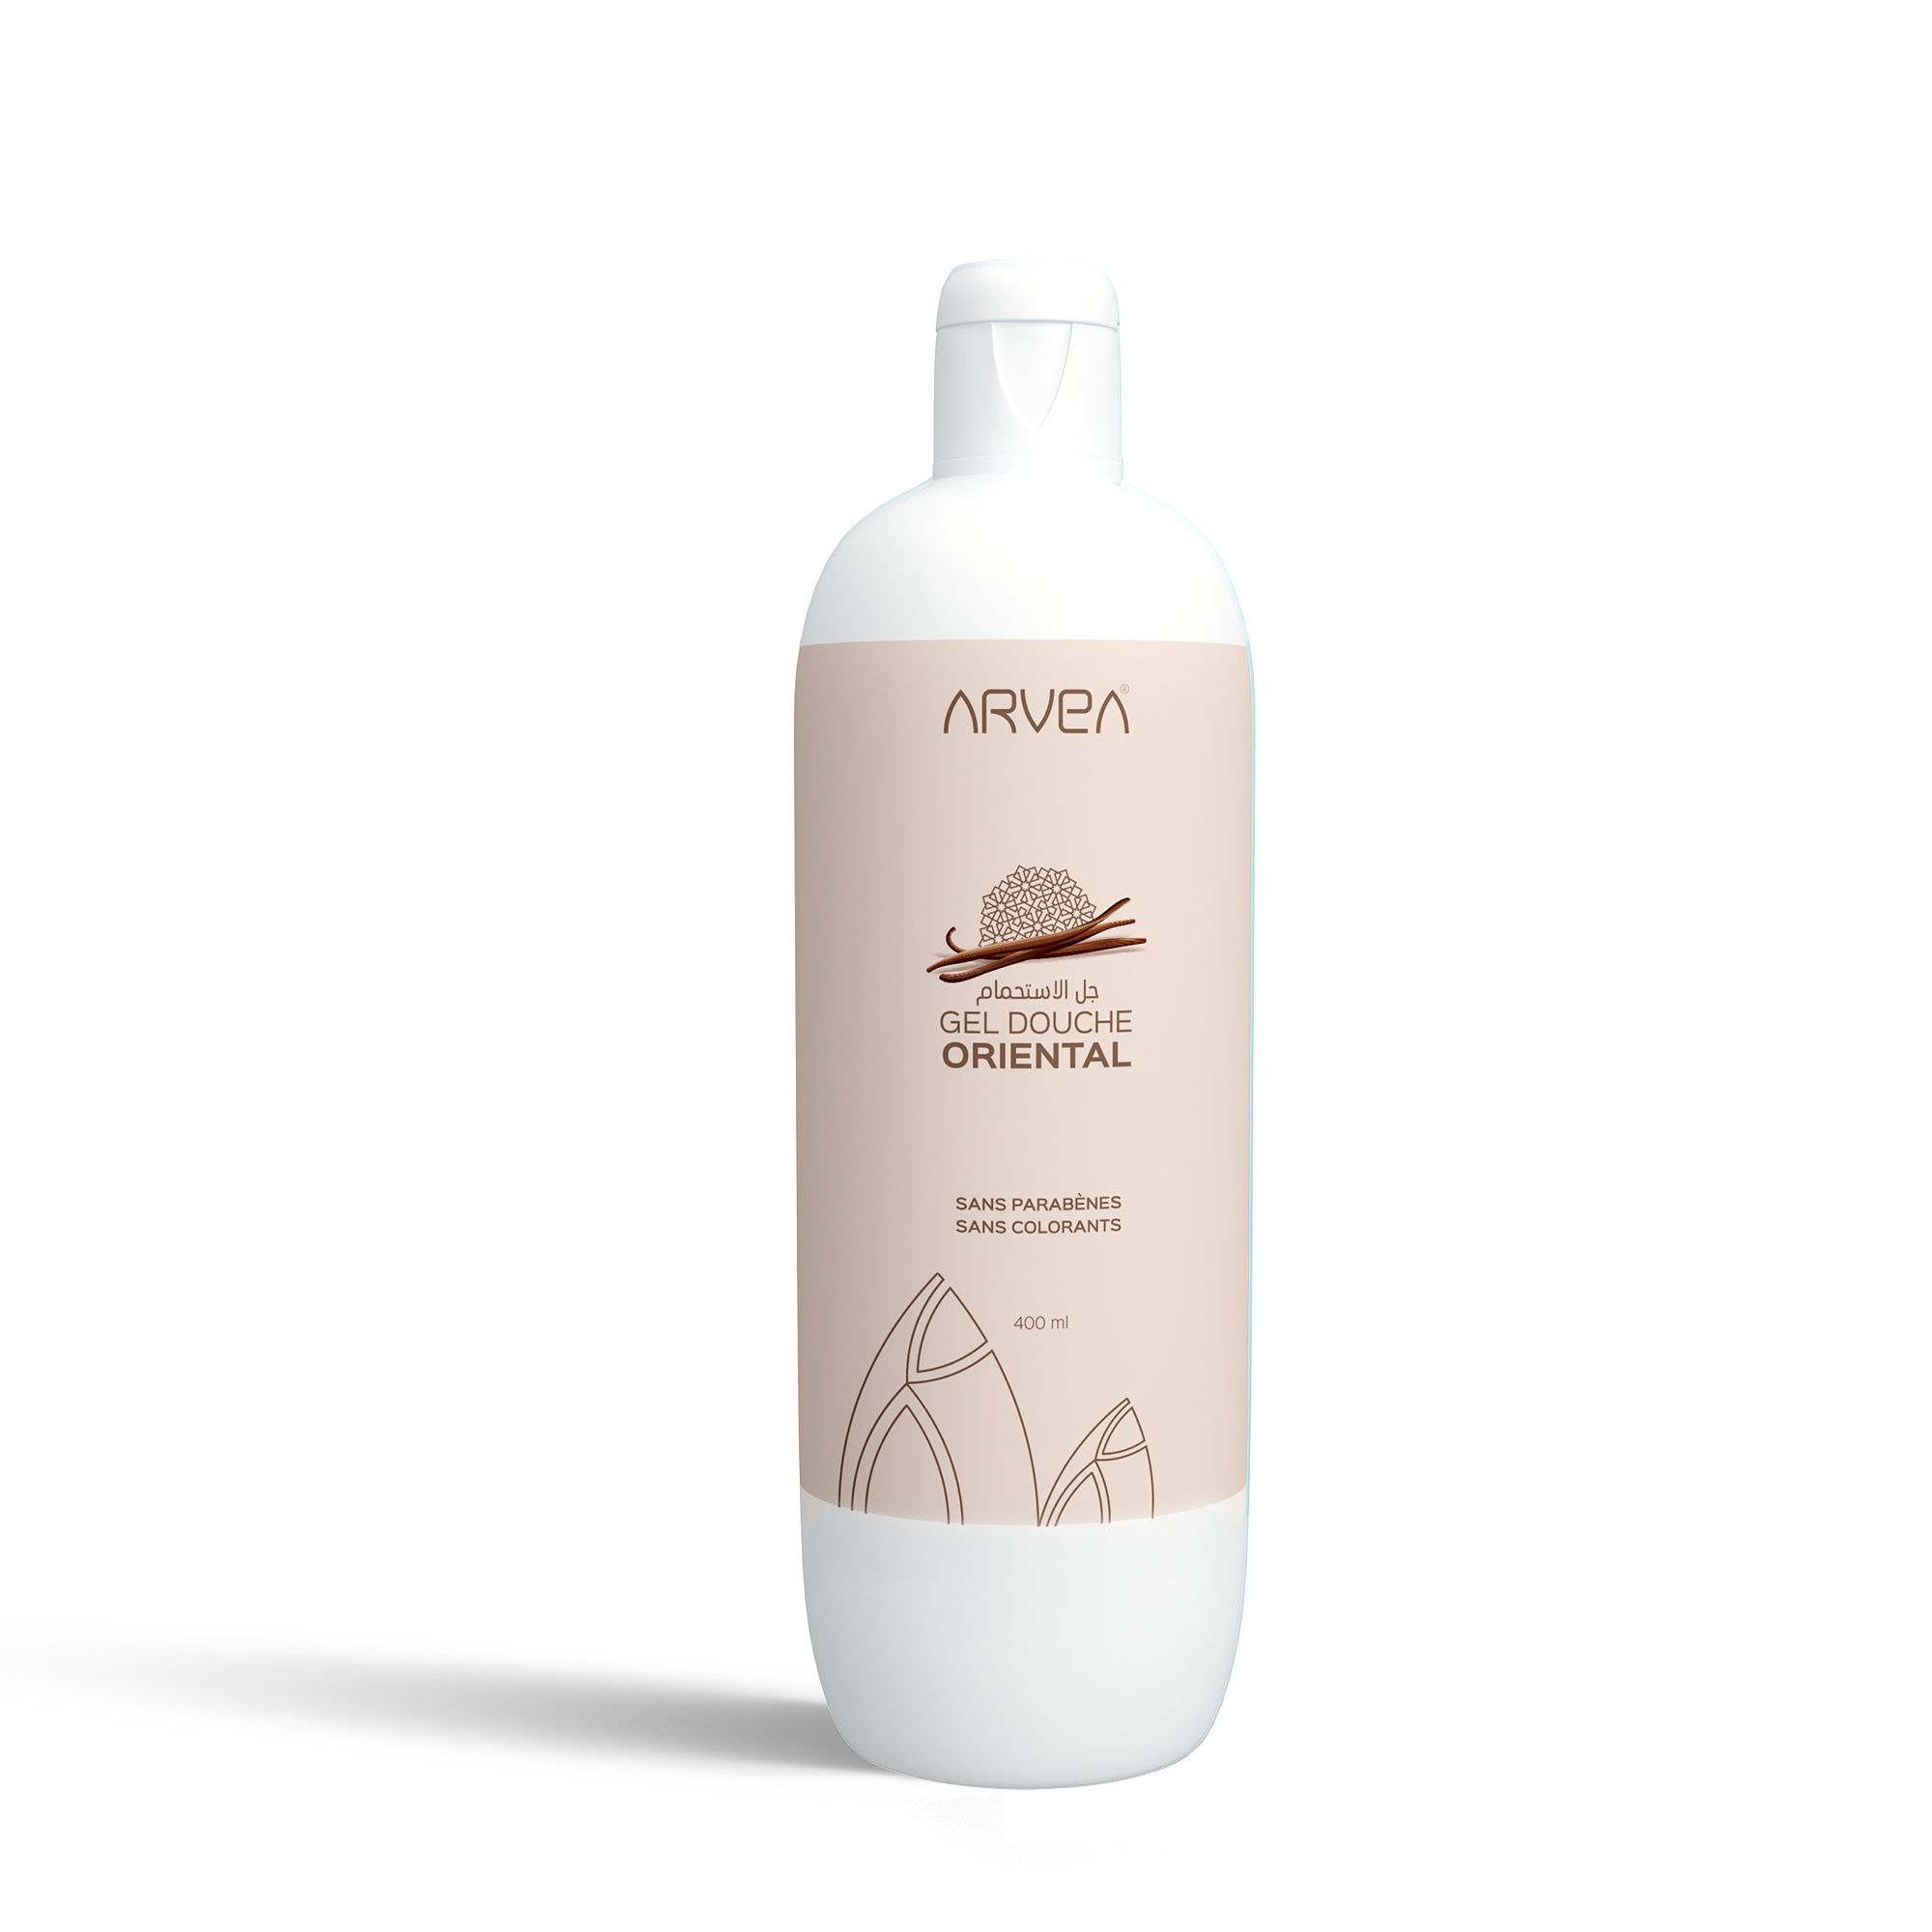 ARVEA®
جل الاستحمام
GEL DOUCHE
ORIENTAL
SANS PARABÈNES
SANS COLORANTS
400 ml